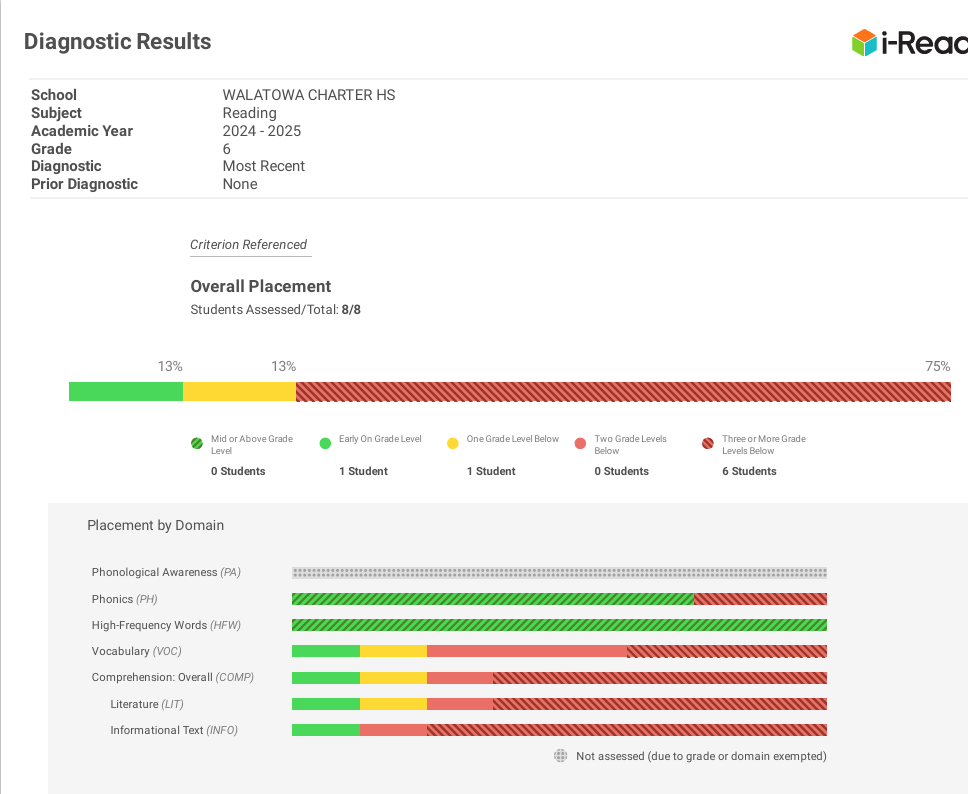 Diagnostic Results
i-Reac
School WALATOWA CHARTER HS
Subject Reading
Academic Year 2024 - 2025
Grade 6
Diagnostic Most Recent
Prior Diagnostic None
Criterion Referenced
Overall Placement
Students Assessed/Total: 8/8
13% 13% 75%
Mid or Above Grade Level
0 Students
Early On Grade Level
1 Student
One Grade Level Below
1 Student
Two Grade Levels Below
0 Students
Three or More Grade Levels Below
6 Students
Placement by Domain
Phonological Awareness (PA)
Phonics (PH)
High-Frequency Words (HFW)
Vocabulary (VOC)
Comprehension: Overall (COMP)
Literature (LIT)
Informational Text (INFO)
Not assessed (due to grade or domain exempted)